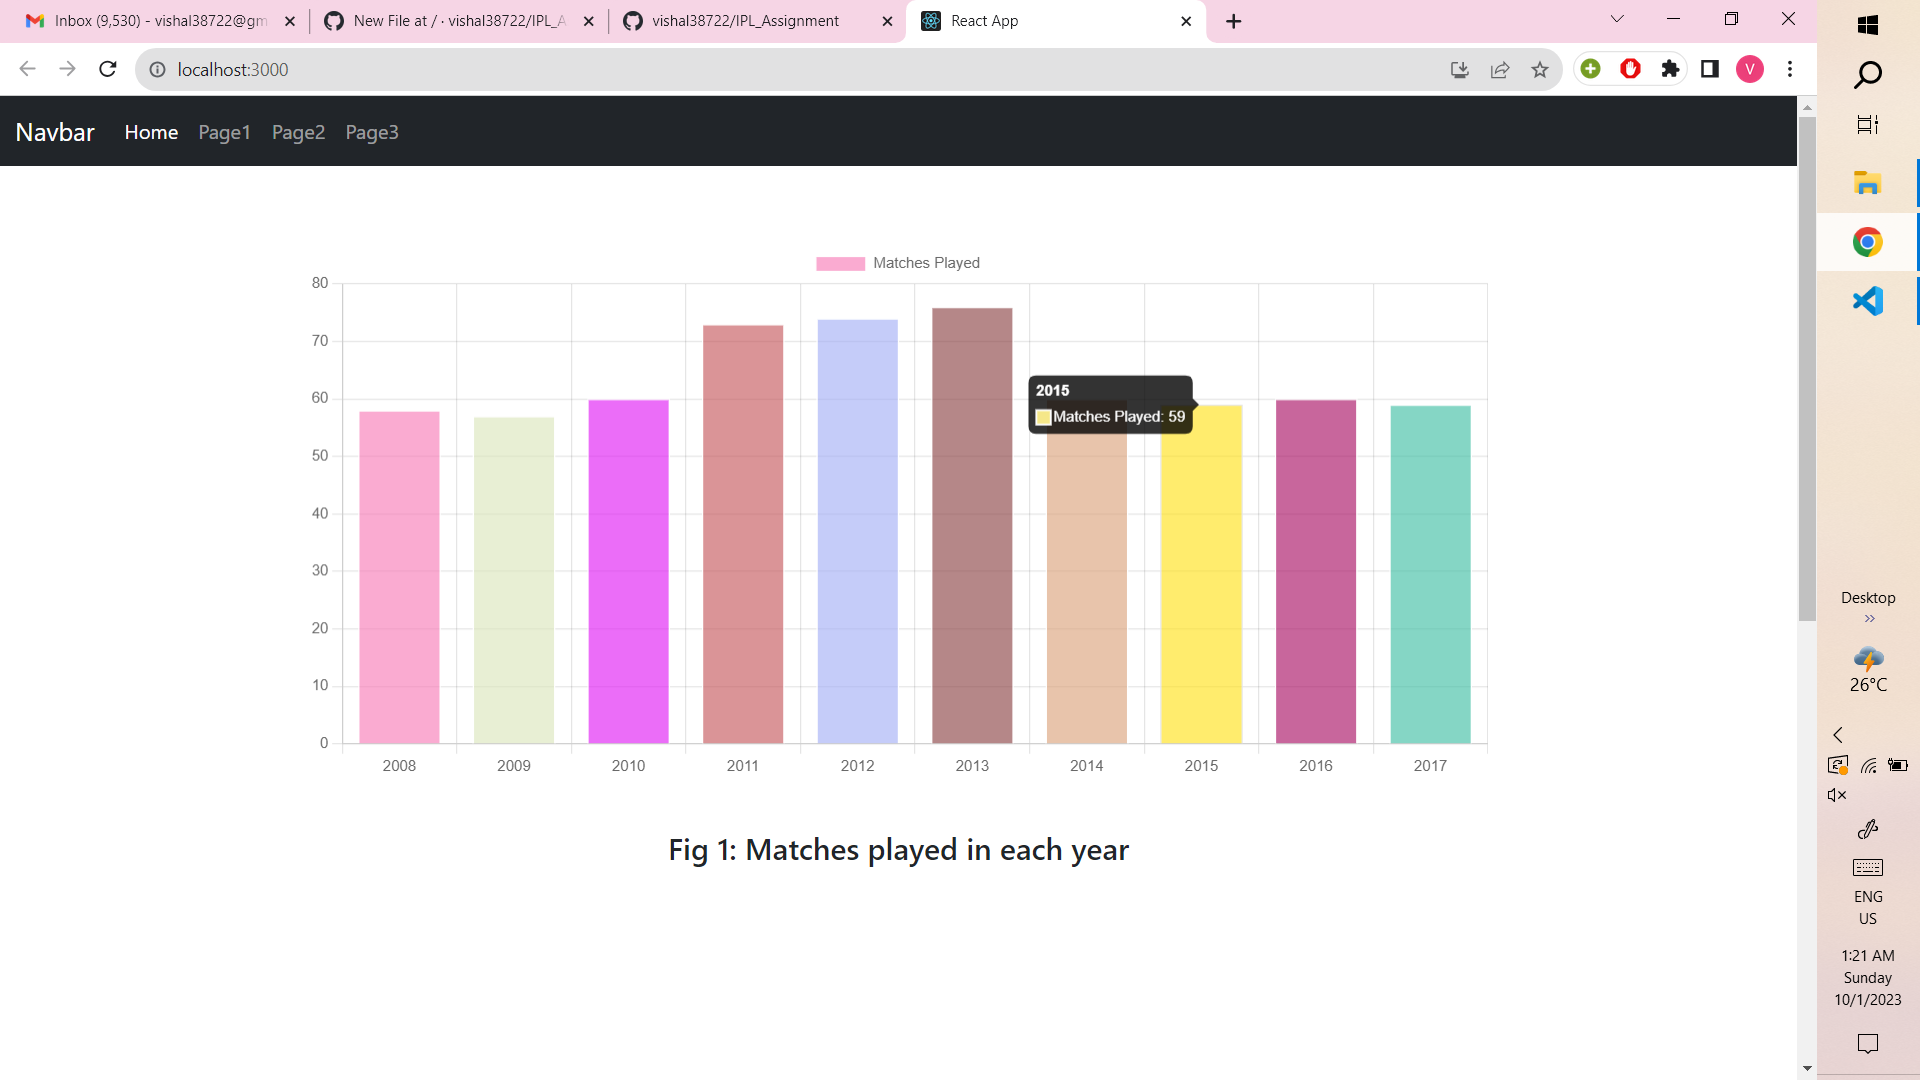 Inbox (9,530) - vishal38722@gm
New File at / · vishal38722/IPL_A
vishal38722/IPL_Assignment
React App
localhost:3000
V
Navbar Home Page1 Page2 Page3
Matches Played
80
70
60
50
40
30
20
10
0
2015
Matches Played: 59
2008 2009 2010 2011 2012 2013 2014 2015 2016 2017
Fig 1: Matches played in each year
Desktop
26°C
ENG
US
1:21 AM
Sunday
10/1/2023